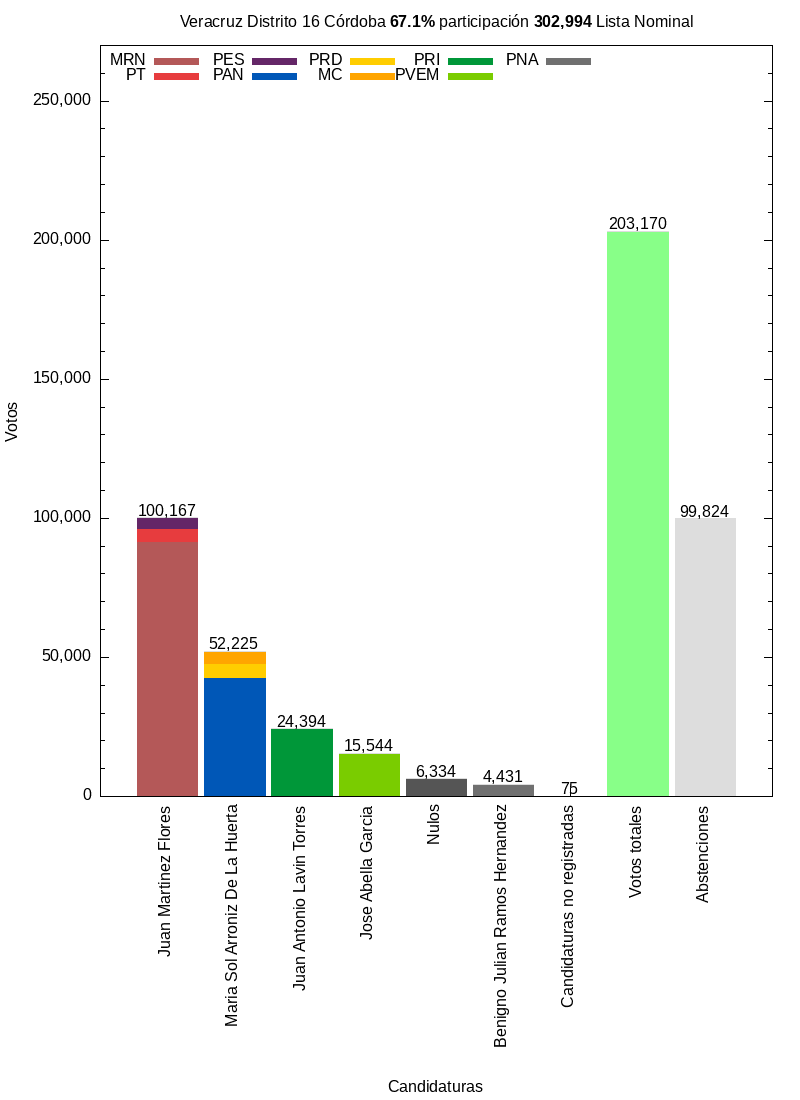 Veracruz Distrito 16 Córdoba 67.1% participación 302,994 Lista Nominal
MRN PES PRD PRI PNA
PT PAN MC PVEM
250,000
200,000
150,000
100,000
50,000
0
Votos
100,167
52,225
24,394
15,544
6,334
4,431
75
203,170
99,824
Juan Martinez Flores
Maria Sol Arroniz De La Huerta
Juan Antonio Lavin Torres
Jose Abella Garcia
Nulos
Benigno Julian Ramos Hernandez
Candidaturas no registradas
Votos totales
Abstenciones
Candidaturas